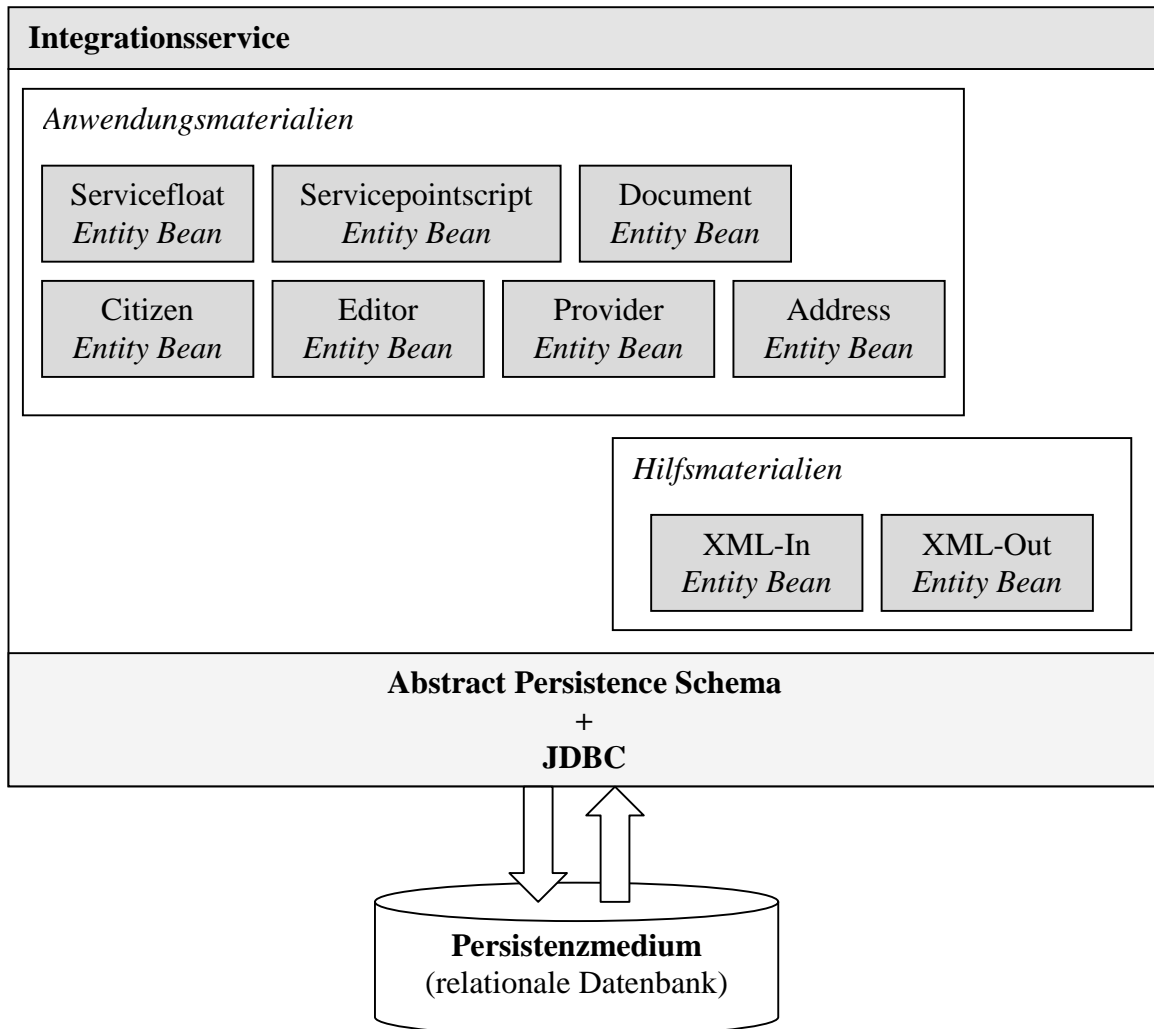 Integrationsservice
Anwendungsmaterialien
Servicefloat
Entity Bean
Servicepointscript
Entity Bean
Document
Entity Bean
Citizen
Entity Bean
Editor
Entity Bean
Provider
Entity Bean
Address
Entity Bean
Hilfsmaterialien
XML-In
Entity Bean
XML-Out
Entity Bean
Abstract Persistence Schema
+
JDBC
Persistenzmedium
(relationale Datenbank)